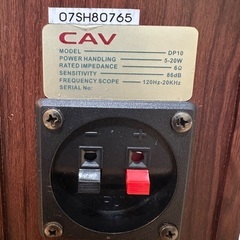 07SH80765
CAV
MODEL DP10
POWER HANDLING 5-20W
RATED IMPEDANCE 6Ω
SENSITIVITY 86dB
FREQUENCY SCOPE 120Hz-20KHz
SERIAL No:
− +